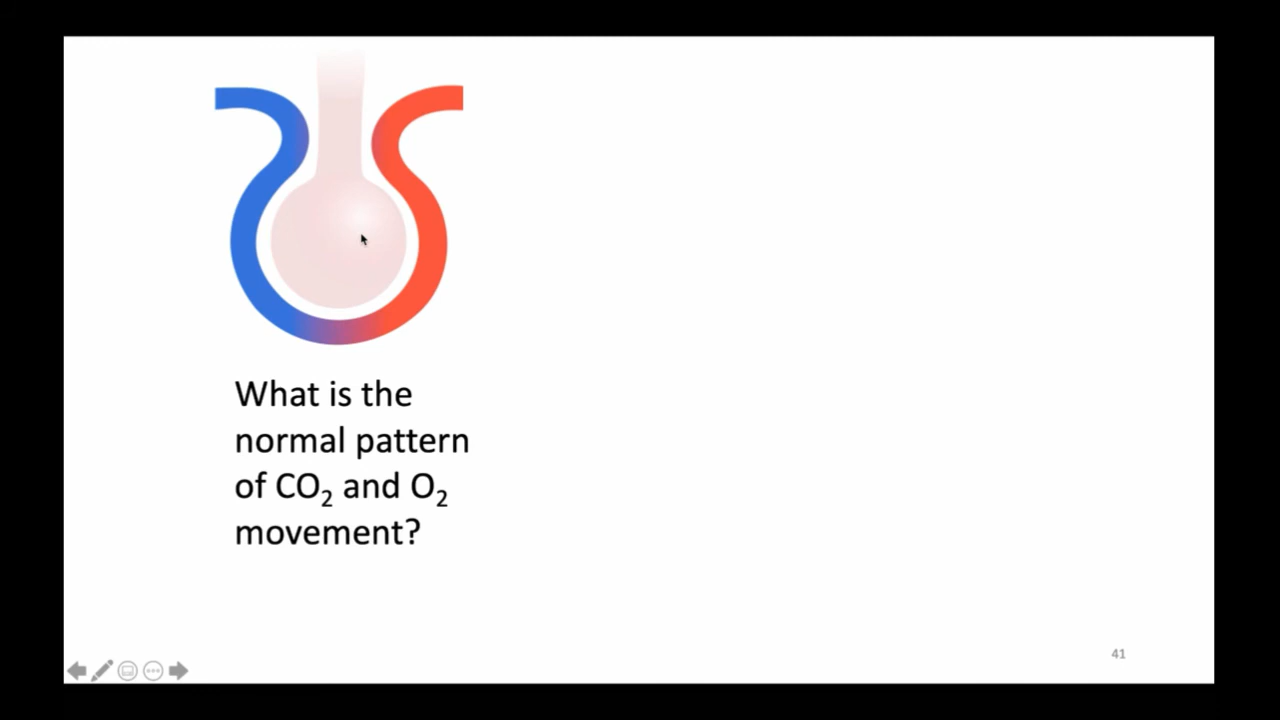 What is the
normal pattern
of CO₂ and O₂
movement?
41